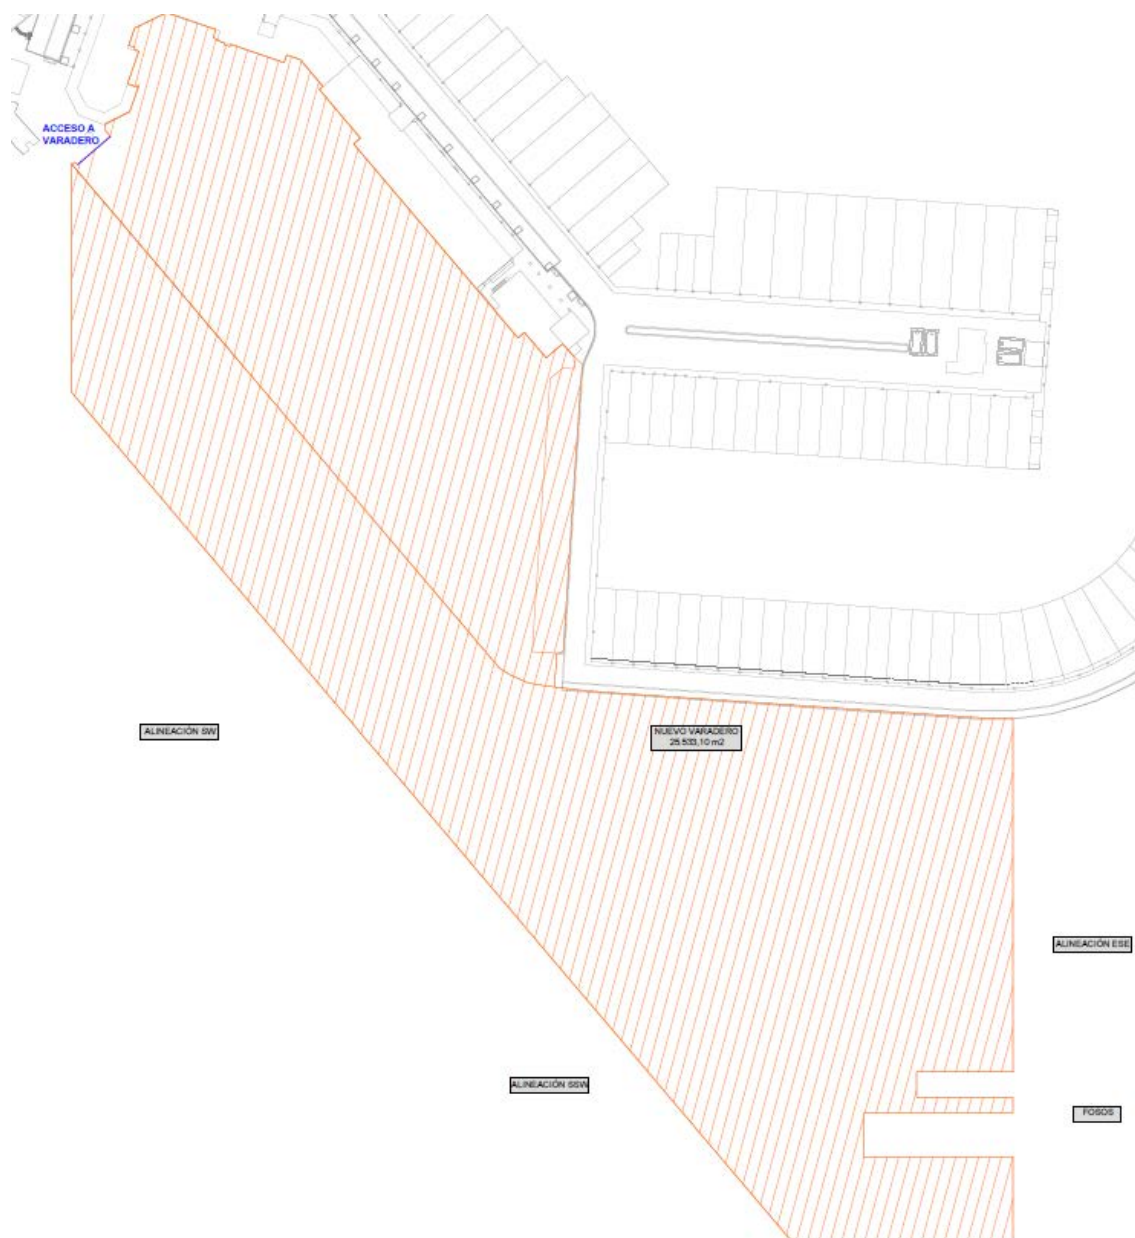 ACCESO A
VARADERO
ALINEACIÓN SW
NUEVO VARADERO
25.533,10 m2
ALINEACIÓN ESE
ALINEACIÓN SSW
FOSOS